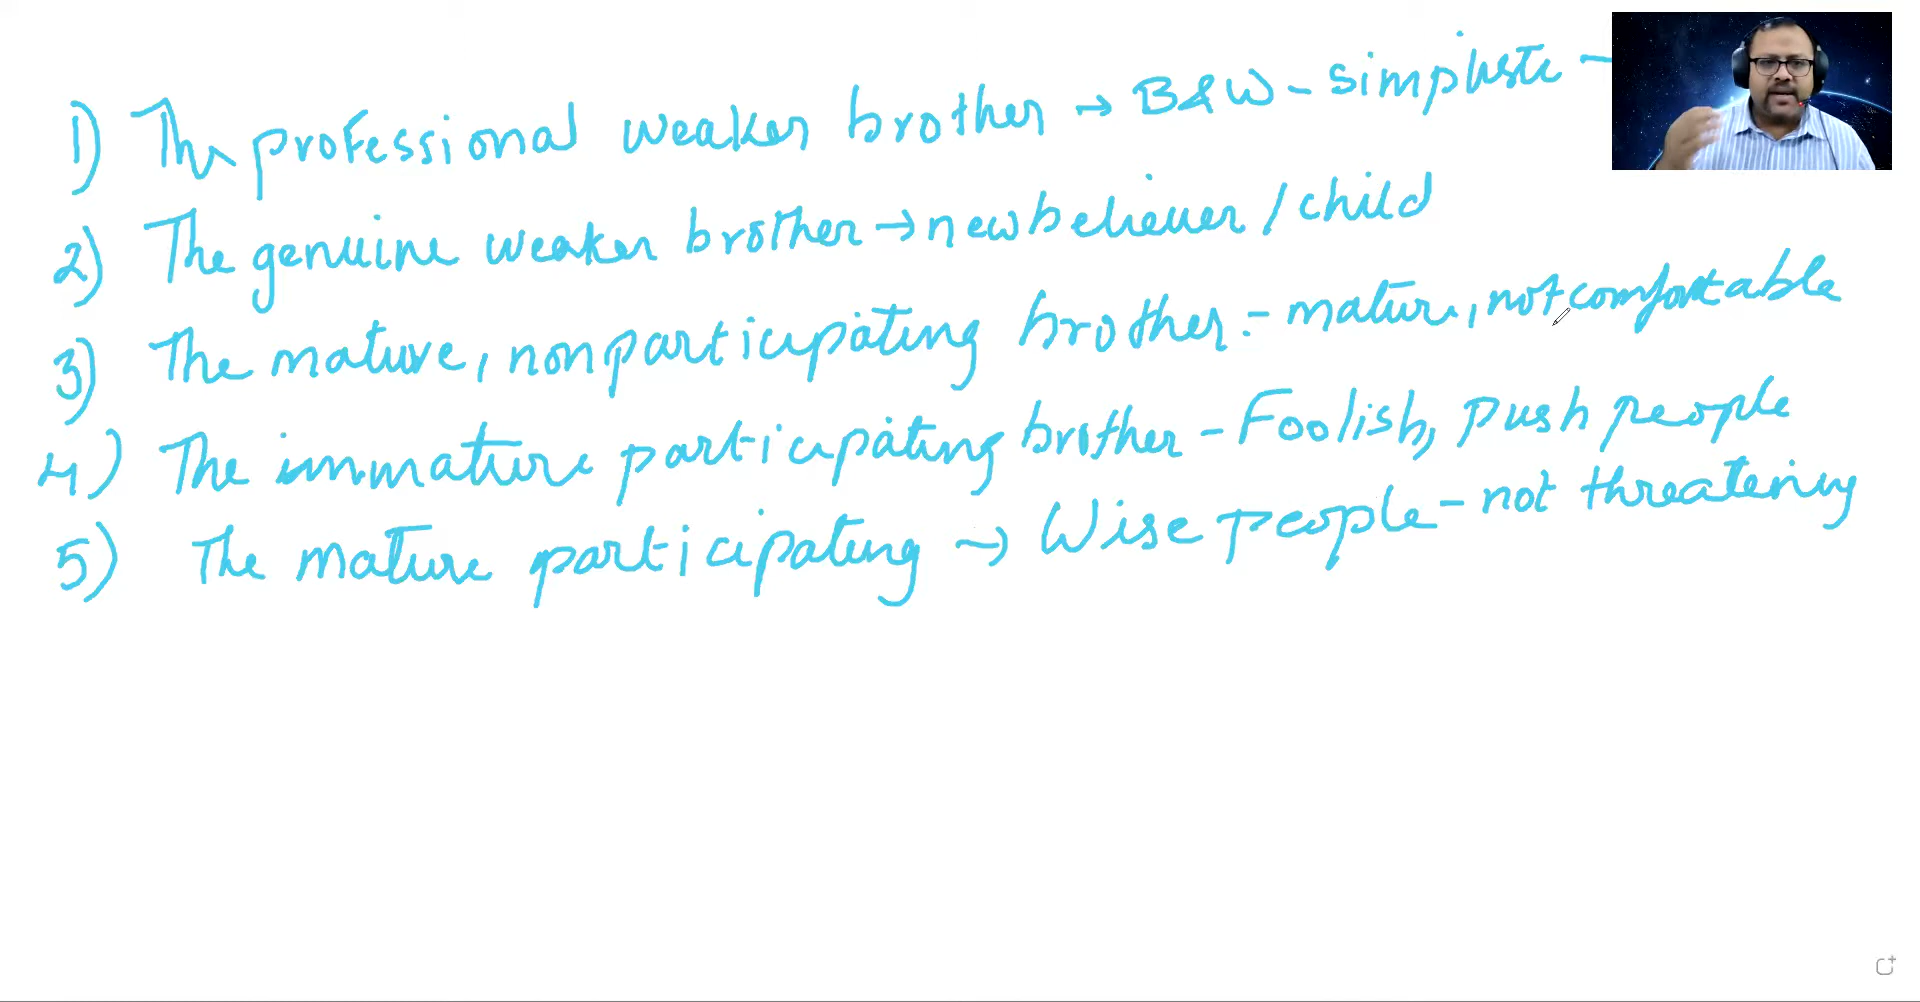 1) The professional weaker brother → B&W - simpliste -
2) The genuine weaker brother → new believer / child
3) The mature, nonparticipating brother :- mature, not comfortable
4) The immature participating brother - Foolish, push people
5) The mature participating → Wise people - not threatening